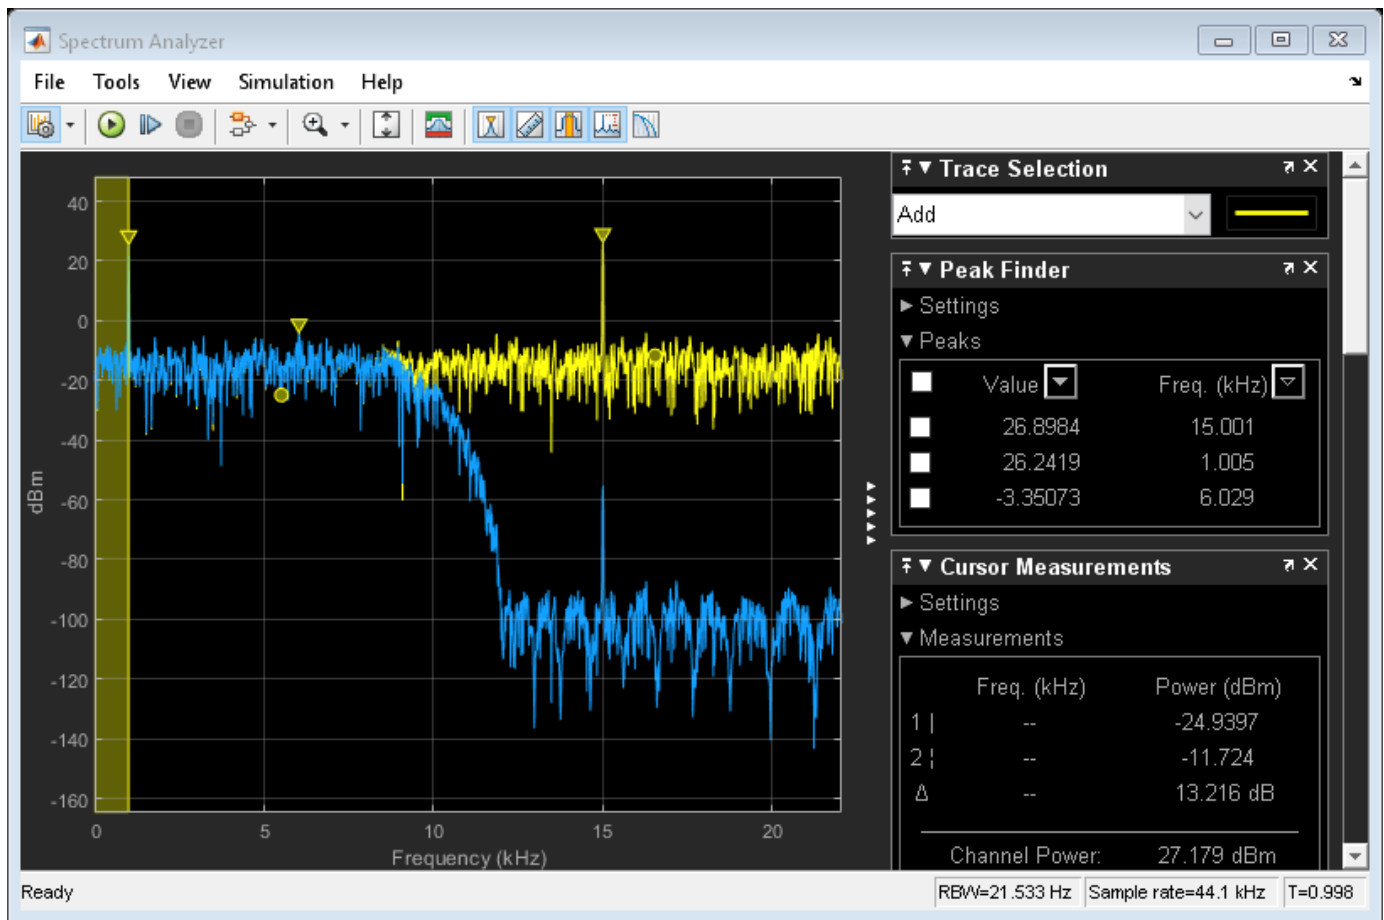 Spectrum Analyzer
File Tools View Simulation Help
Trace Selection
Add
Peak Finder
Settings
Peaks
Value Freq. (kHz)
26.8984 15.001
26.2419 1.005
-3.35073 6.029
Cursor Measurements
Settings
Measurements
Freq. (kHz) Power (dBm)
1 | -- -24.9397
2 ¦ -- -11.724
Δ -- 13.216 dB
Channel Power: 27.179 dBm
40
20
0
-20
-40
-60
-80
-100
-120
-140
-160
dBm
0 5 10 15 20
Frequency (kHz)
Ready RBW=21.533 Hz Sample rate=44.1 kHz T=0.998